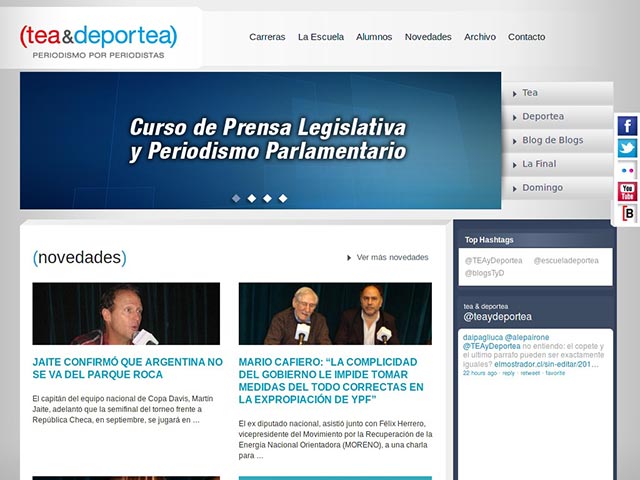 (tea&deportea)
PERIODISMO POR PERIODISTAS
Carreras La Escuela Alumnos Novedades Archivo Contacto
Curso de Prensa Legislativa
y Periodismo Parlamentario
Tea
Deportea
Blog de Blogs
La Final
Domingo
f
You
Tube
[B
(novedades)
Ver más novedades
JAITE CONFIRMÓ QUE ARGENTINA NO
SE VA DEL PARQUE ROCA
El capitán del equipo nacional de Copa Davis, Martín
Jaite, adelantó que la semifinal del torneo frente a
República Checa, en septiembre, se jugará en ...
MARIO CAFIERO: “LA COMPLICIDAD
DEL GOBIERNO LE IMPIDE TOMAR
MEDIDAS DEL TODO CORRECTAS EN
LA EXPROPIACIÓN DE YPF”
El ex diputado nacional, asistió junto con Félix Herrero,
vicepresidente del Movimiento por la Recuperación de la
Energía Nacional Orientadora (MORENO), a una charla
para ...
Top Hashtags
@TEAyDeportea @escueladeportea
@blogsTyD
tea & deportea
@teaydeportea
dalpagliuca @alepairone
@TEAyDeportea no entiendo: el copete y
el ultimo parrafo pueden ser exactamente
iguales? elmostrador.cl/sin-editar/201…
22 hours ago · reply · retweet · favorite